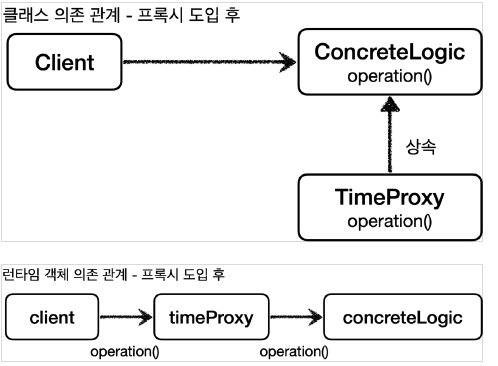 클래스 의존 관계 - 프록시 도입 후
Client
ConcreteLogic
operation()
상속
TimeProxy
operation()
런타임 객체 의존 관계 - 프록시 도입 후
client
timeProxy
concreteLogic
operation()
operation()